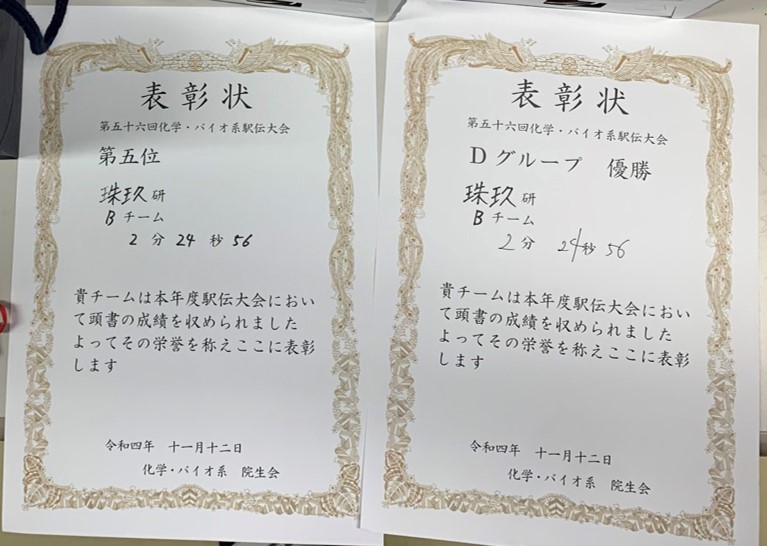 表彰状
第五十六回化学・バイオ系駅伝大会
第五位
珠玖研
Bチーム
2分24秒56
貴チームは本年度駅伝大会におい
て頭書の成績を収められました
よってその栄誉を称えここに表彰
します
令和四年 十一月十二日
化学・バイオ系 院生会
表彰状
第五十六回化学・バイオ系駅伝大会
Dグループ 優勝
珠玖研
Bチーム
2分24秒56
貴チームは本年度駅伝大会におい
て頭書の成績を収められました
よってその栄誉を称えここに表彰
します
令和四年 十一月十二日
化学・バイオ系 院生会